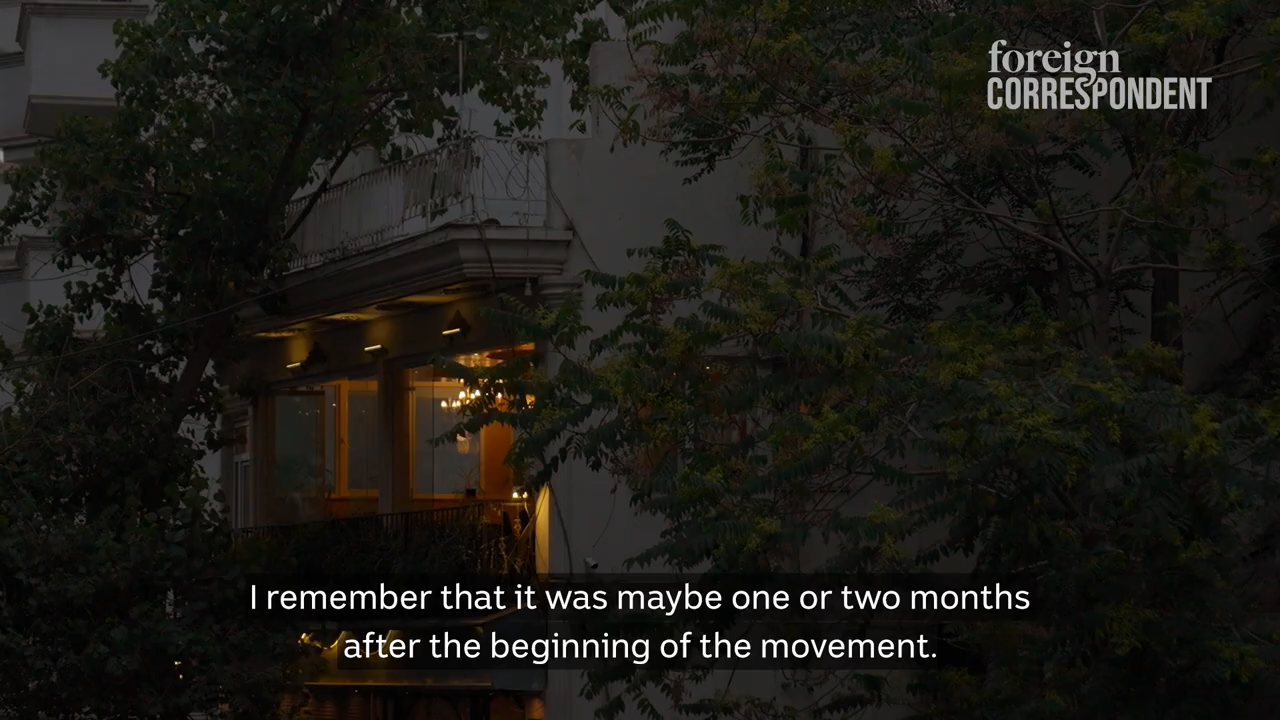 foreign
CORRESPONDENT
I remember that it was maybe one or two months
after the beginning of the movement.